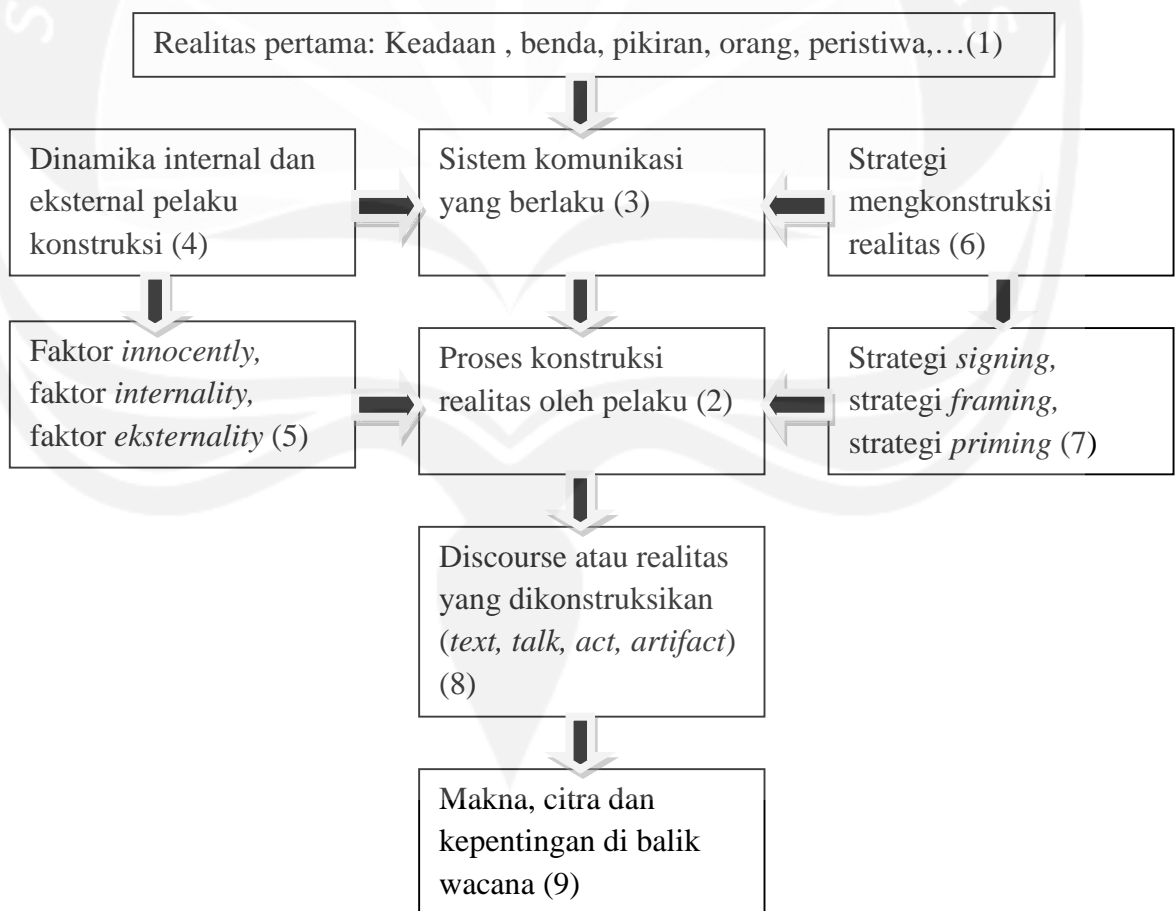 Realitas pertama: Keadaan , benda, pikiran, orang, peristiwa,…(1)
Dinamika internal dan
eksternal pelaku
konstruksi (4)
Sistem komunikasi
yang berlaku (3)
Strategi
mengkonstruksi
realitas (6)
Faktor innocently,
faktor internality,
faktor eksternality (5)
Proses konstruksi
realitas oleh pelaku (2)
Strategi signing,
strategi framing,
strategi priming (7)
Discourse atau realitas
yang dikonstruksikan
(text, talk, act, artifact)
(8)
Makna, citra dan
kepentingan di balik
wacana (9)